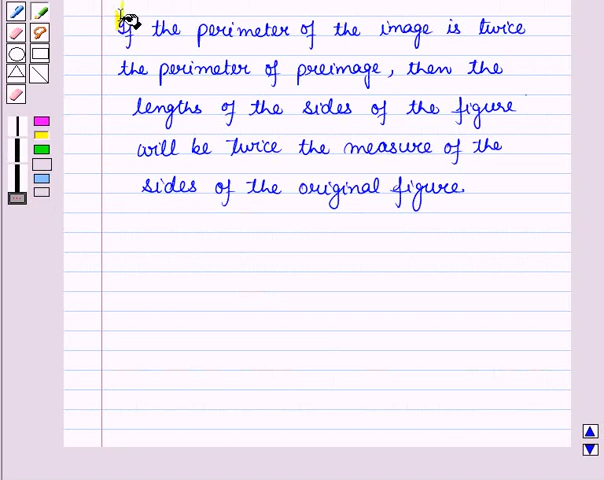 If the perimeter of the image is twice
the perimeter of preimage, then the
lengths of the sides of the figure
will be twice the measure of the
sides of the original figure.